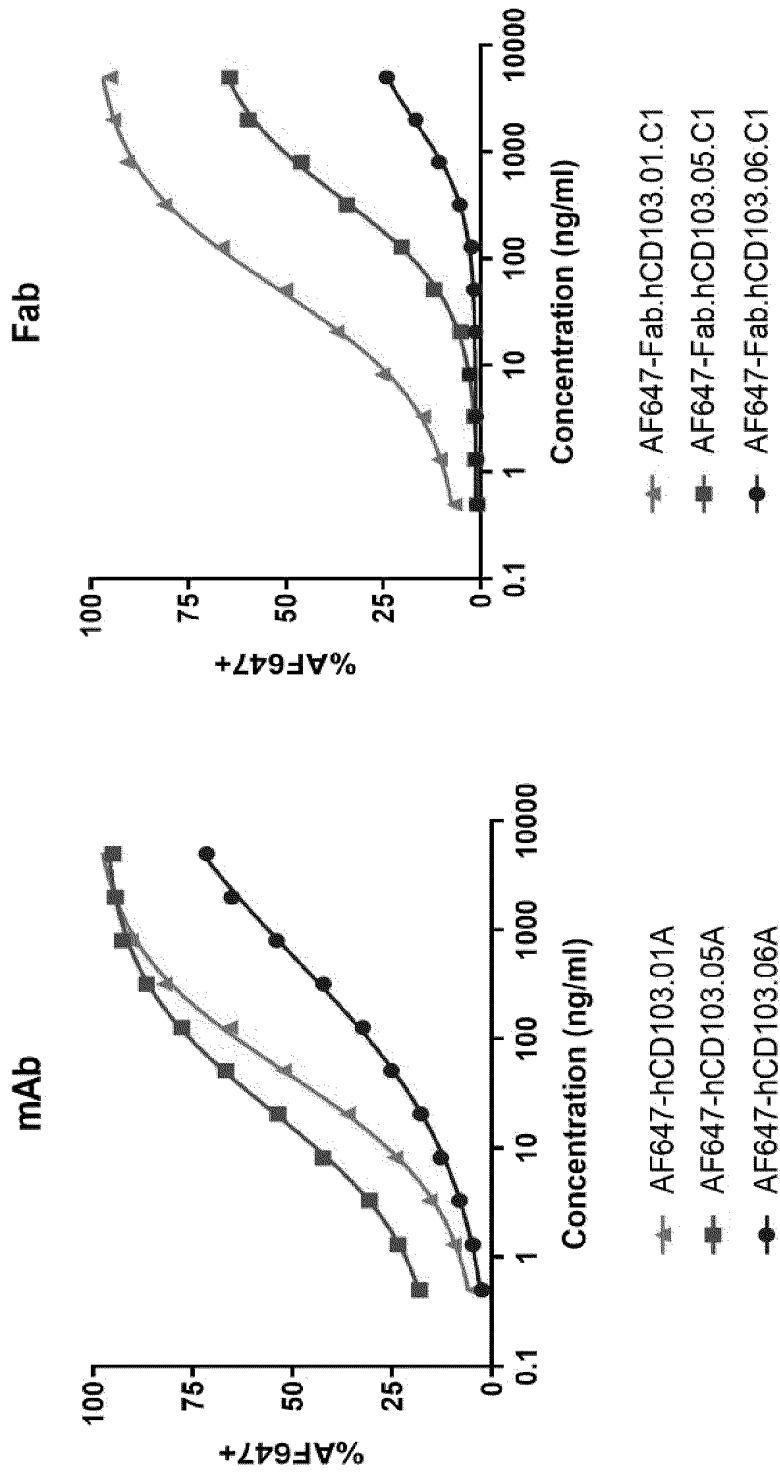 mAb
%AF647+
100
75
50
25
0
0.1
1
10
100
1000
10000
Concentration (ng/ml)
AF647-hCD103.01A
AF647-hCD103.05A
AF647-hCD103.06A
Fab
%AF647+
100
75
50
25
0
0.1
1
10
100
1000
10000
Concentration (ng/ml)
AF647-Fab.hCD103.01.C1
AF647-Fab.hCD103.05.C1
AF647-Fab.hCD103.06.C1